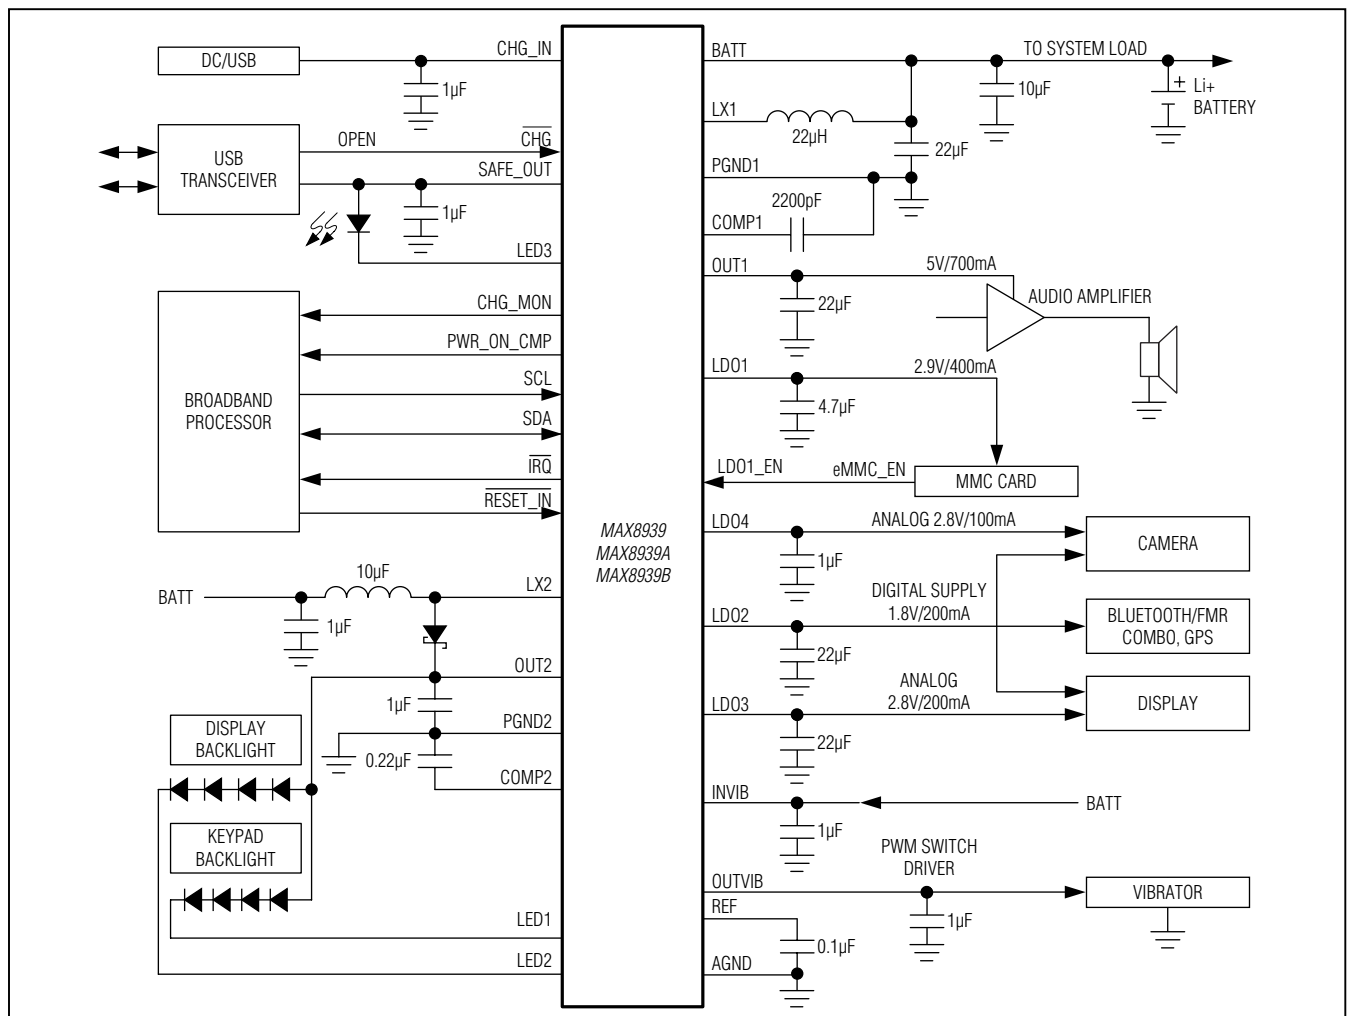 DC/USB
CHG_IN
1µF
USB
TRANSCEIVER
OPEN
CHG
SAFE_OUT
1µF
LED3
BROADBAND
PROCESSOR
CHG_MON
PWR_ON_CMP
SCL
SDA
IRQ
RESET_IN
BATT
10µF
LX2
1µF
OUT2
1µF
PGND2
0.22µF
COMP2
DISPLAY
BACKLIGHT
KEYPAD
BACKLIGHT
LED1
LED2
MAX8939
MAX8939A
MAX8939B
BATT
TO SYSTEM LOAD
10µF
+
Li+
BATTERY
LX1
22µH
22µF
PGND1
2200pF
COMP1
OUT1
5V/700mA
22µF
AUDIO AMPLIFIER
LDO1
2.9V/400mA
4.7µF
LDO1_EN
eMMC_EN
MMC CARD
LDO4
ANALOG 2.8V/100mA
1µF
CAMERA
LDO2
DIGITAL SUPPLY
1.8V/200mA
22µF
BLUETOOTH/FMR
COMBO, GPS
LDO3
ANALOG
2.8V/200mA
22µF
DISPLAY
INVIB
BATT
1µF
PWM SWITCH
DRIVER
OUTVIB
1µF
VIBRATOR
REF
0.1µF
AGND